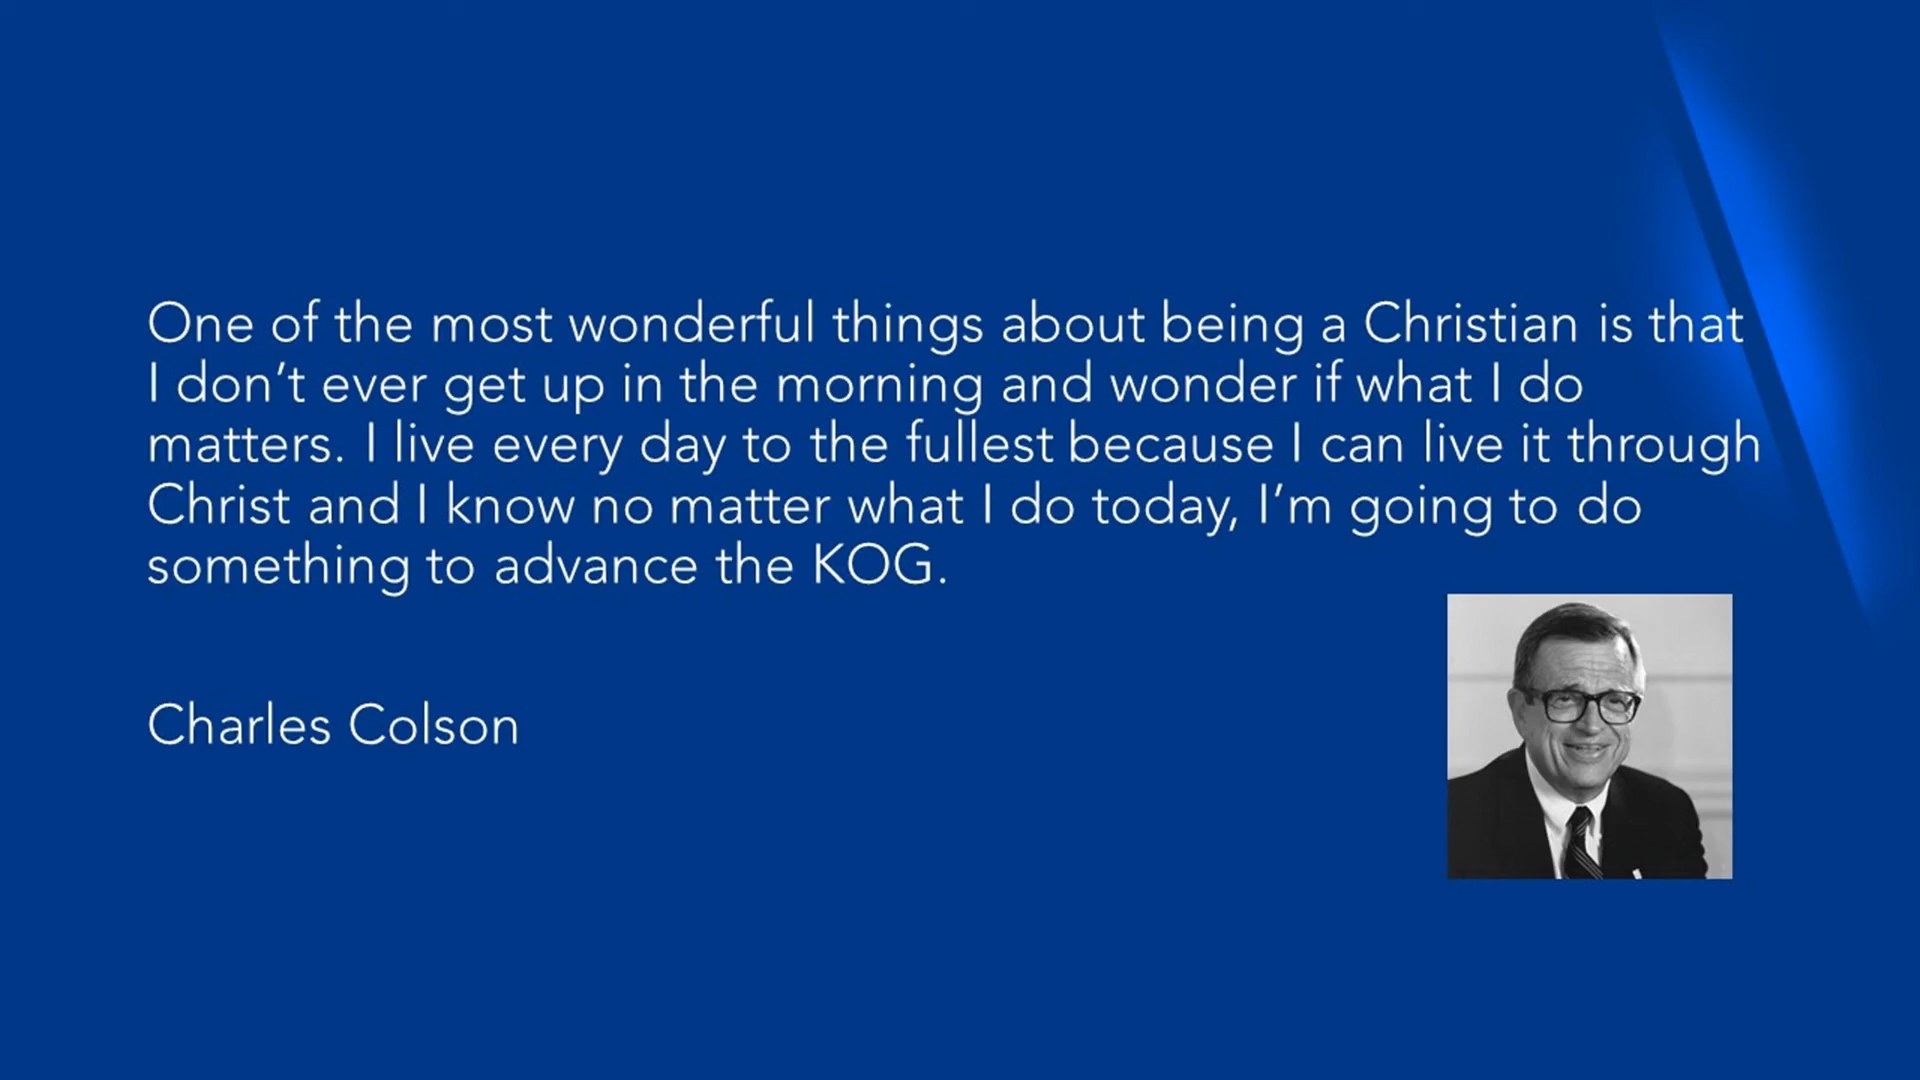 One of the most wonderful things about being a Christian is that
I don’t ever get up in the morning and wonder if what I do
matters. I live every day to the fullest because I can live it through
Christ and I know no matter what I do today, I’m going to do
something to advance the KOG.
Charles Colson